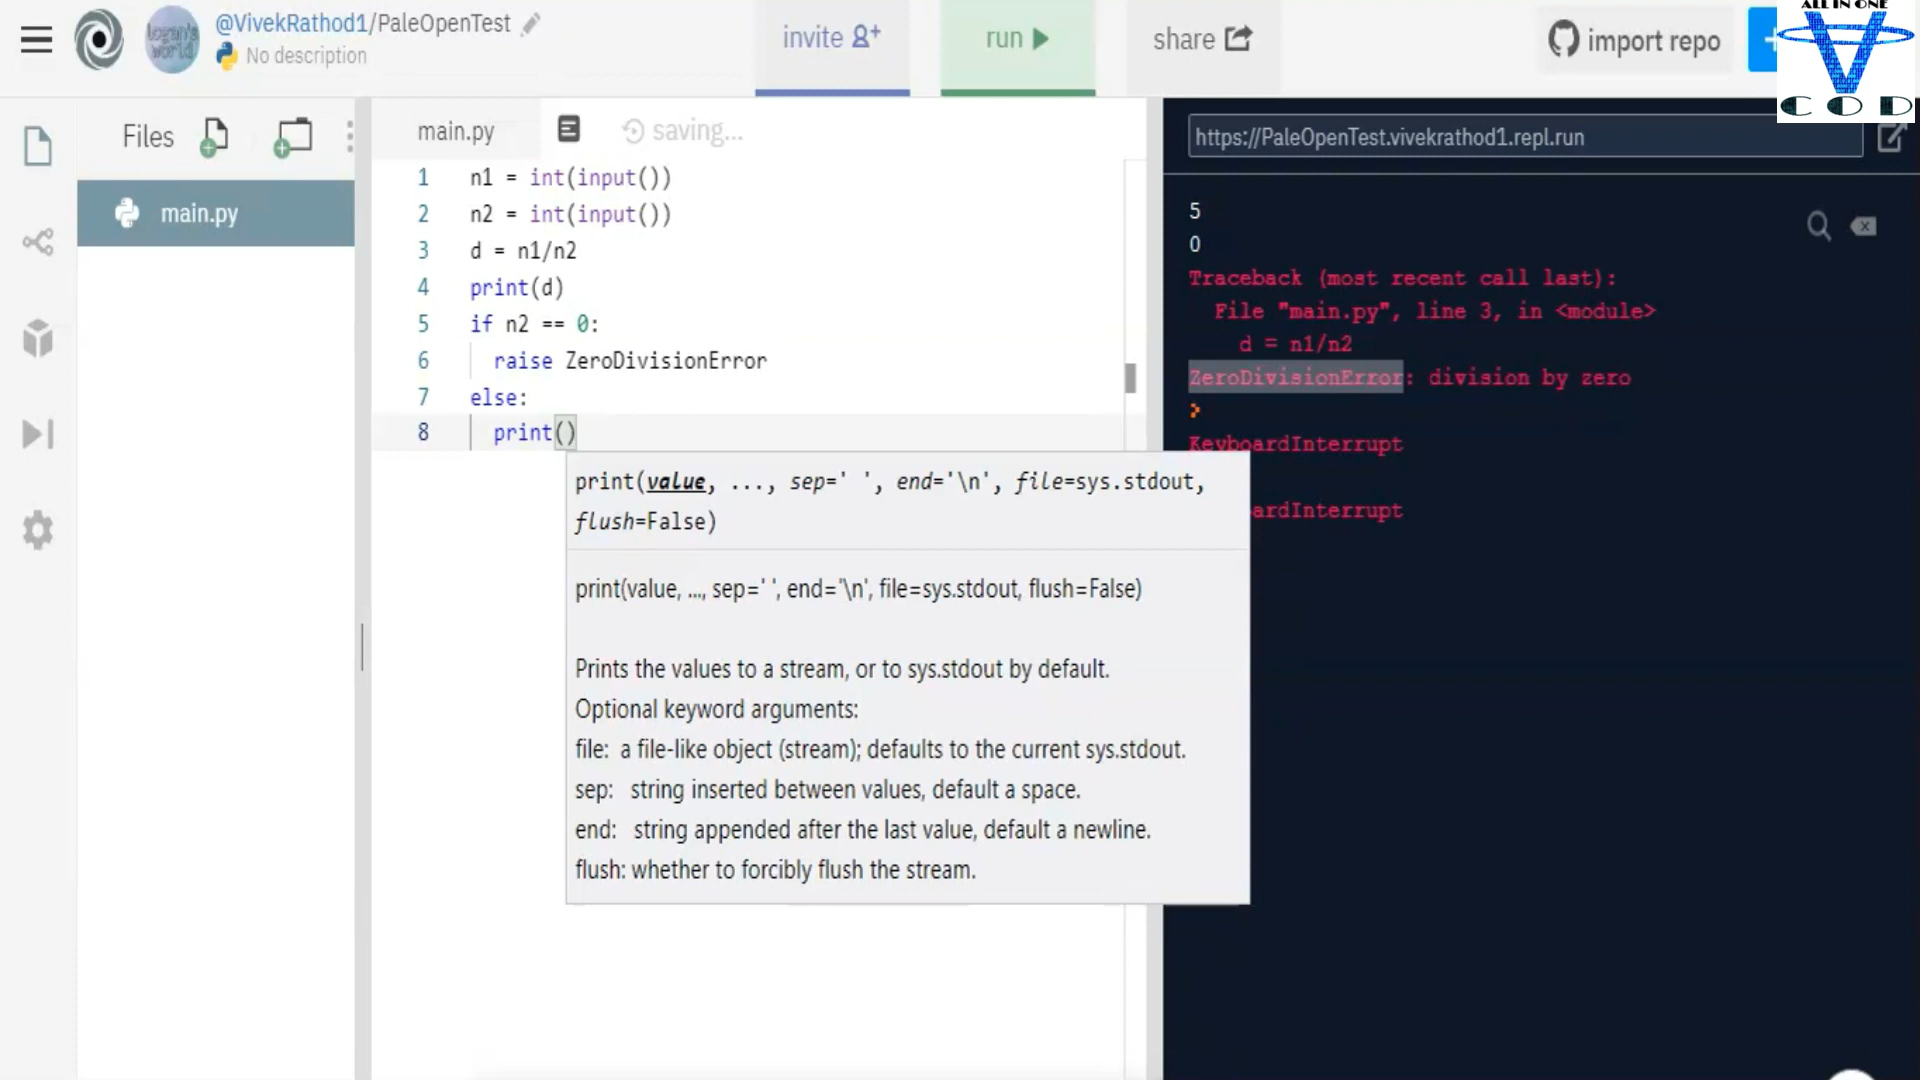 @VivekRathod1/PaleOpenTest
No description
logan's
world
invite
run
share
import repo
ALL IN ONE
V
COD
Files
main.py
saving...
main.py
1 n1 = int(input())
2 n2 = int(input())
3 d = n1/n2
4 print(d)
5 if n2 == 0:
6 raise ZeroDivisionError
7 else:
8 print()
print(value, ..., sep=' ', end='\n', file=sys.stdout,
flush=False)
print(value, ..., sep=' ', end='\n', file=sys.stdout, flush=False)
Prints the values to a stream, or to sys.stdout by default.
Optional keyword arguments:
file: a file-like object (stream); defaults to the current sys.stdout.
sep: string inserted between values, default a space.
end: string appended after the last value, default a newline.
flush: whether to forcibly flush the stream.
https://PaleOpenTest.vivekrathod1.repl.run
5
0
Traceback (most recent call last):
File "main.py", line 3, in <module>
d = n1/n2
ZeroDivisionError: division by zero
>
KeyboardInterrupt
ardInterrupt